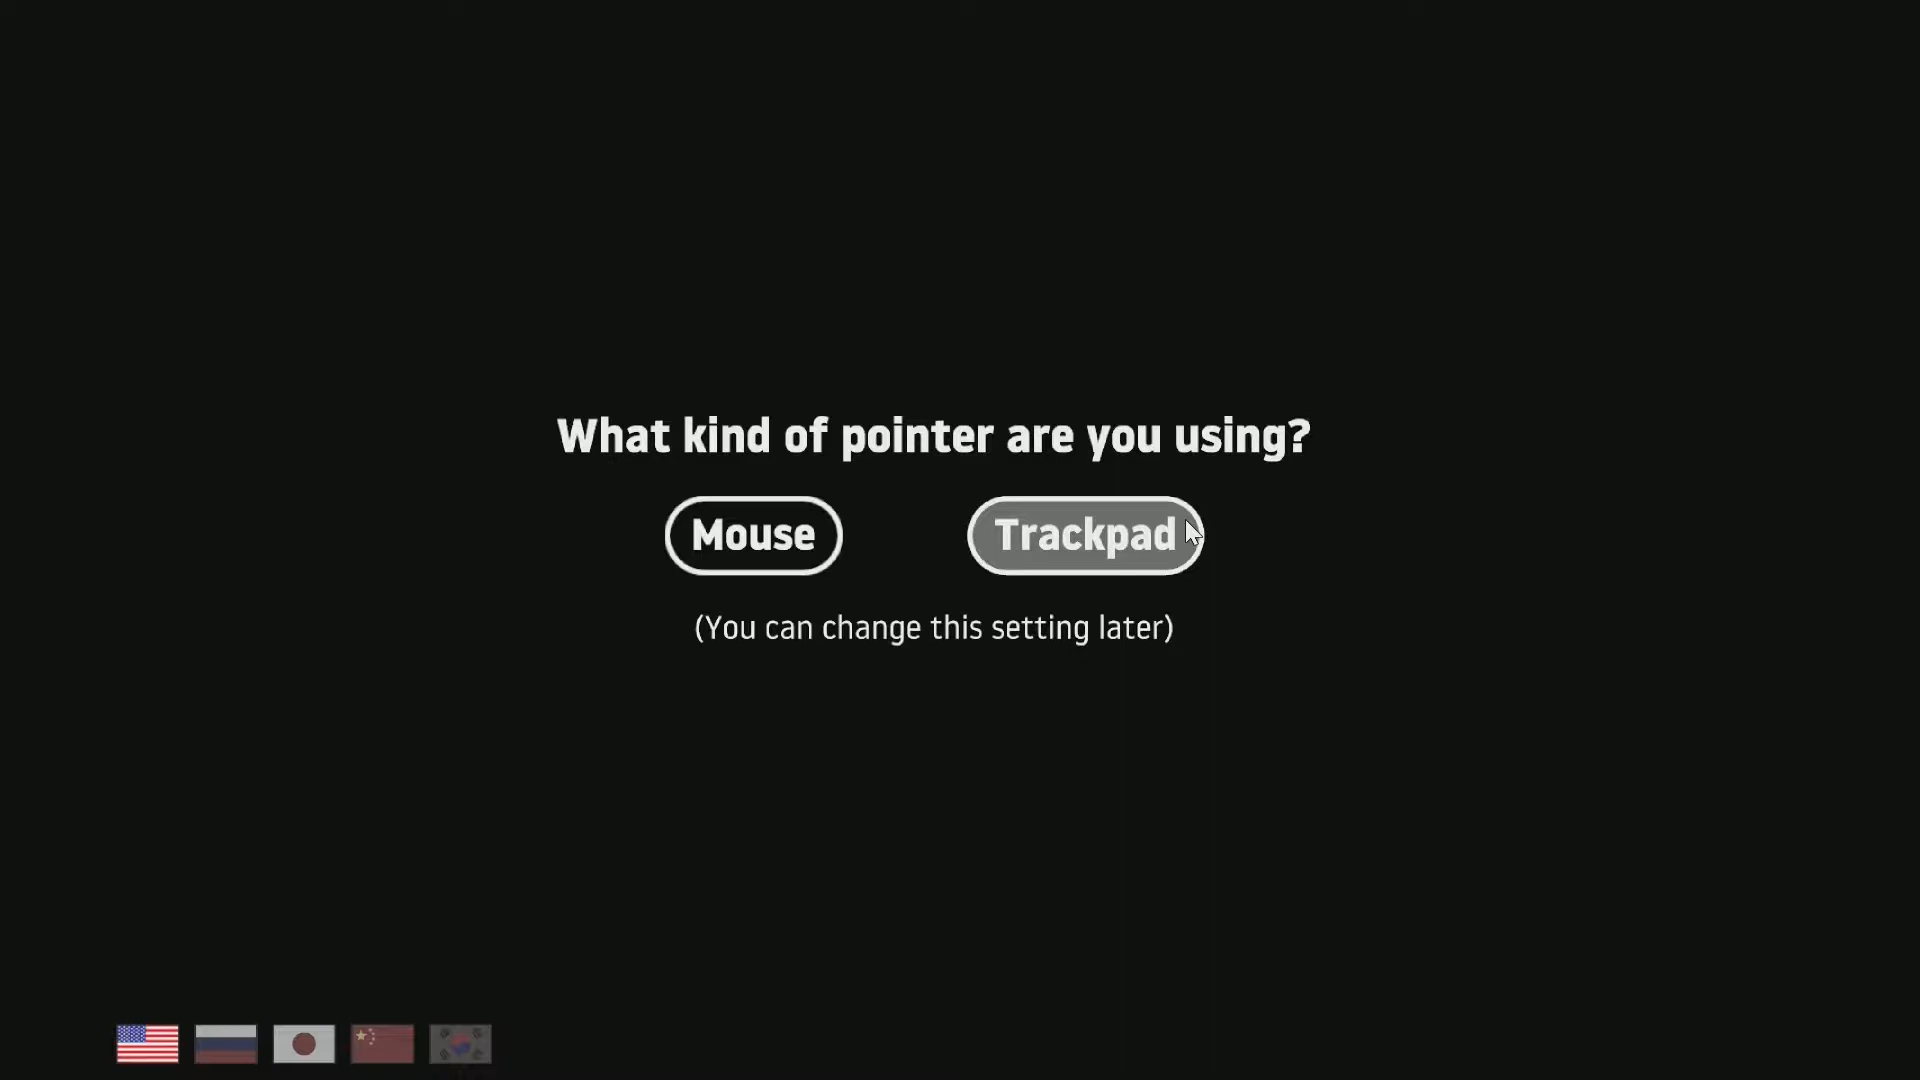 What kind of pointer are you using?
Mouse
Trackpad
(You can change this setting later)